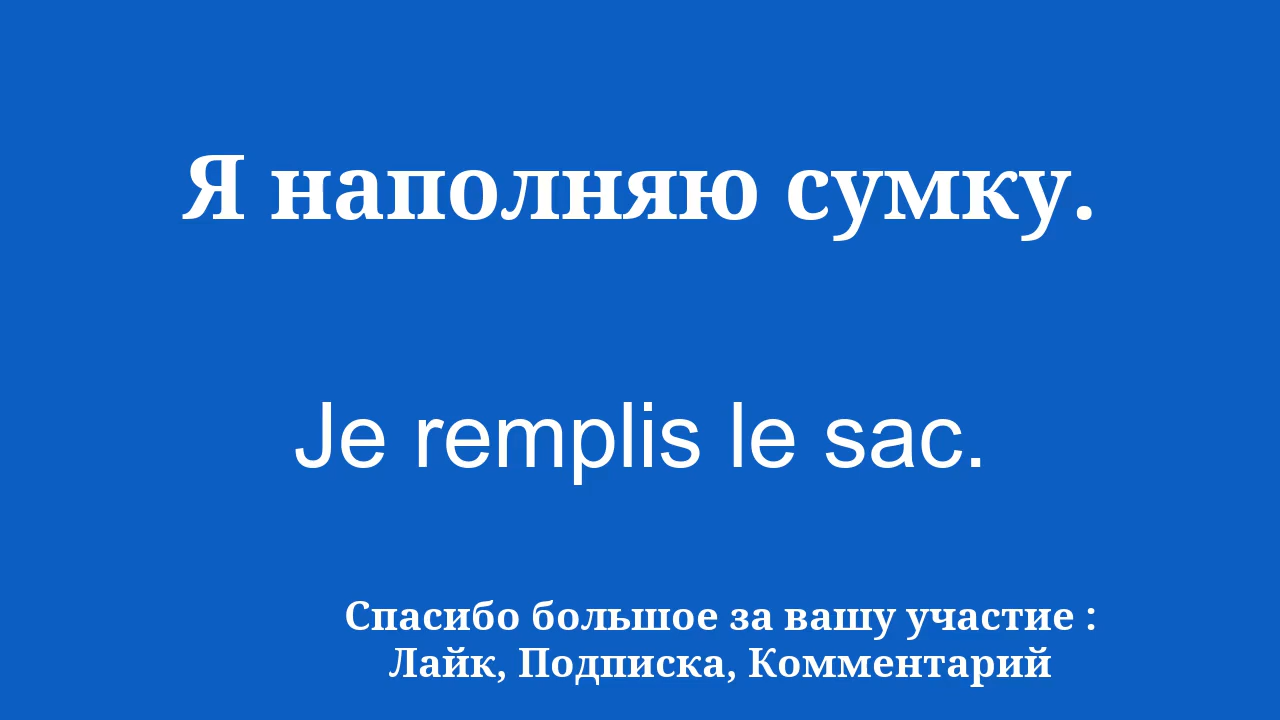 Я наполняю сумку.
Je remplis le sac.
Спасибо большое за вашу участие :
Лайк, Подписка, Комментарий